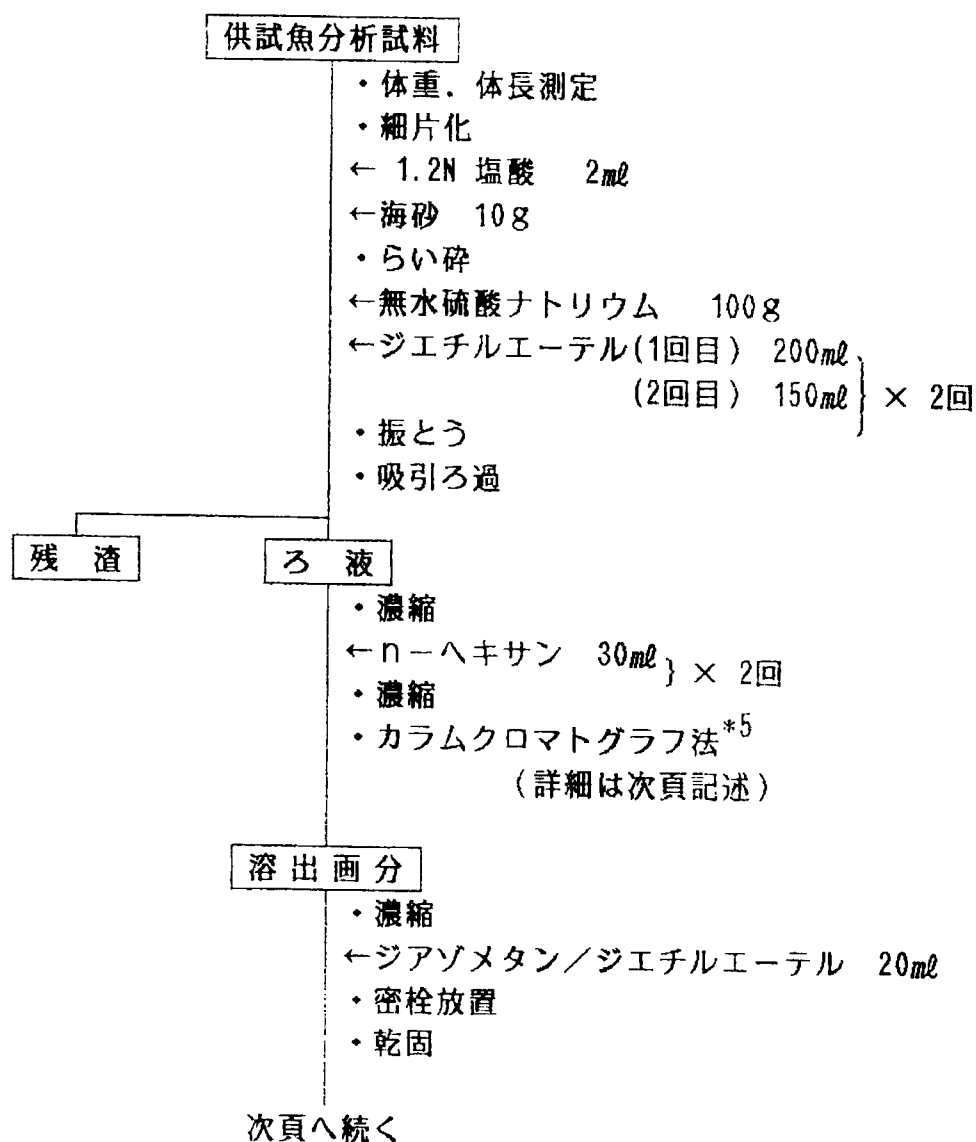 供試魚分析試料
・体重．体長測定
・細片化
← 1.2N 塩酸 2㎖
←海砂 10g
・らい砕
←無水硫酸ナトリウム 100g
←ジエチルエーテル(1回目) 200㎖
(2回目) 150㎖ } × 2回
・振とう
・吸引ろ過
残 渣 ろ 液
・濃縮
←n－ヘキサン 30㎖ } × 2回
・濃縮
・カラムクロマトグラフ法*5
(詳細は次頁記述)
溶 出 画 分
・濃縮
←ジアゾメタン／ジエチルエーテル 20㎖
・密栓放置
・乾固
次頁へ続く